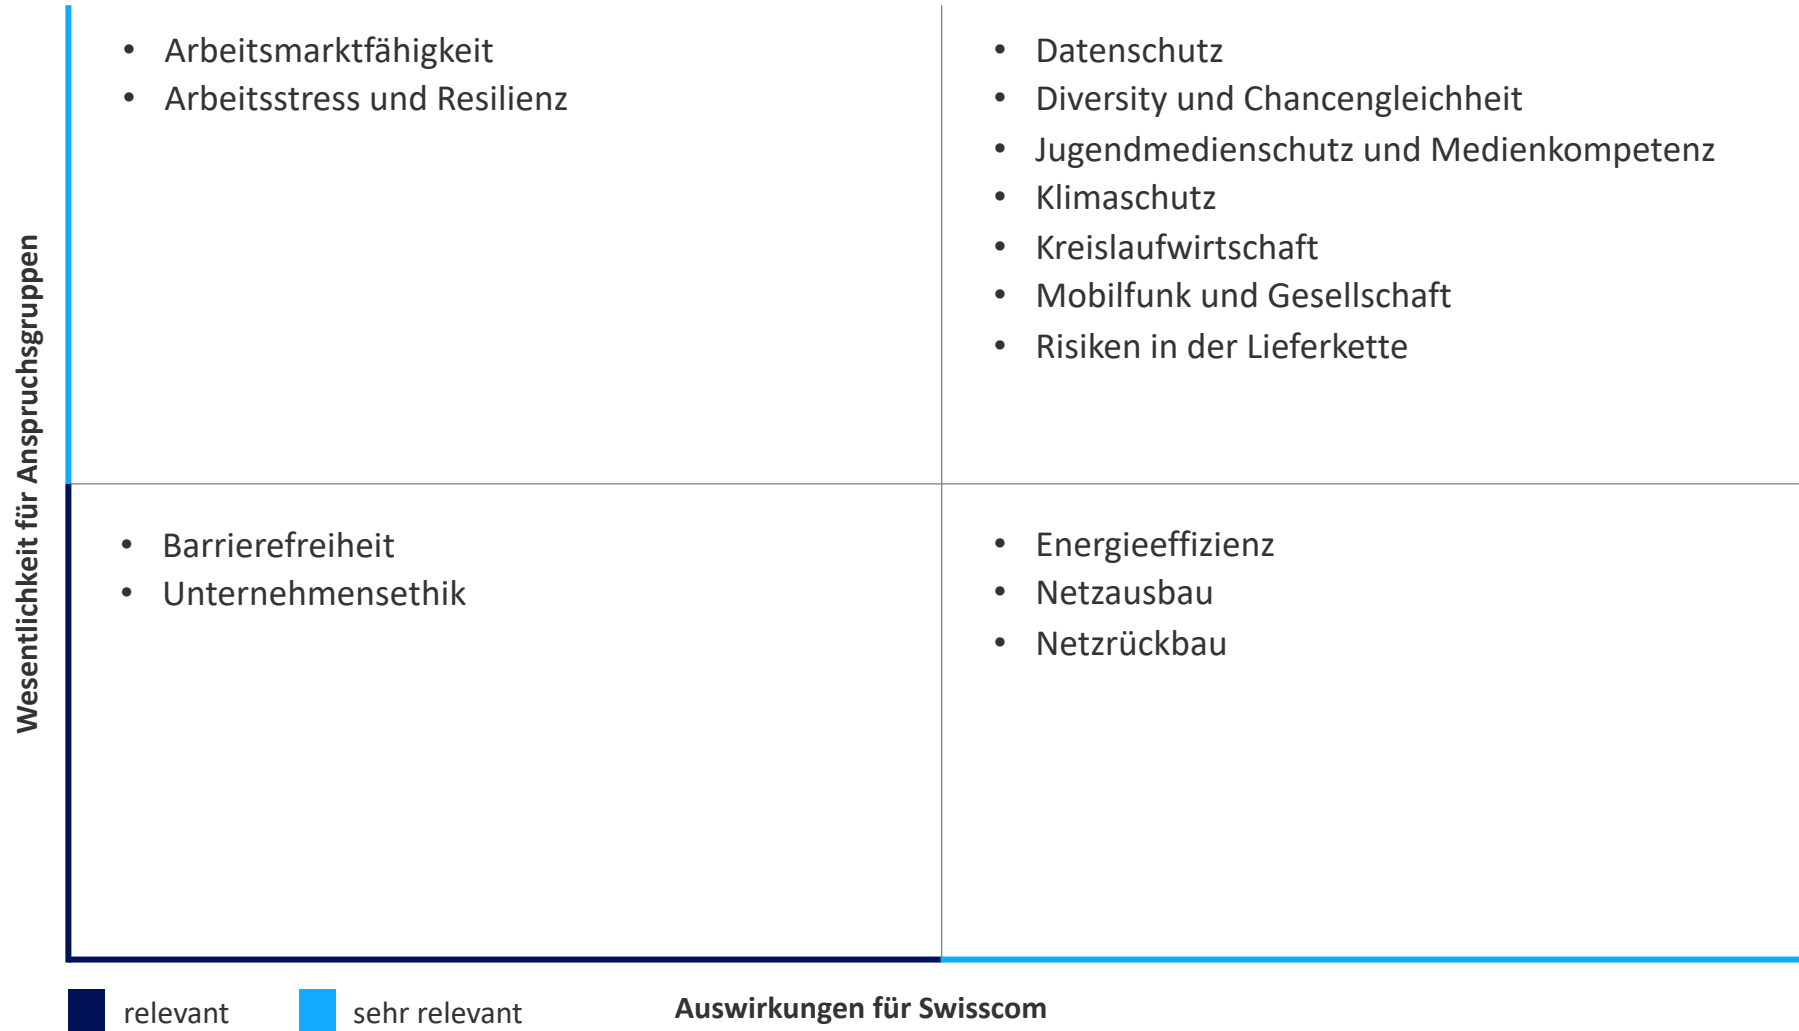 Wesentlichkeit für Anspruchsgruppen
• Arbeitsmarktfähigkeit
• Arbeitsstress und Resilienz
• Datenschutz
• Diversity und Chancengleichheit
• Jugendmedienschutz und Medienkompetenz
• Klimaschutz
• Kreislaufwirtschaft
• Mobilfunk und Gesellschaft
• Risiken in der Lieferkette
• Barrierefreiheit
• Unternehmensethik
• Energieeffizienz
• Netzausbau
• Netzrückbau
relevant
sehr relevant
Auswirkungen für Swisscom